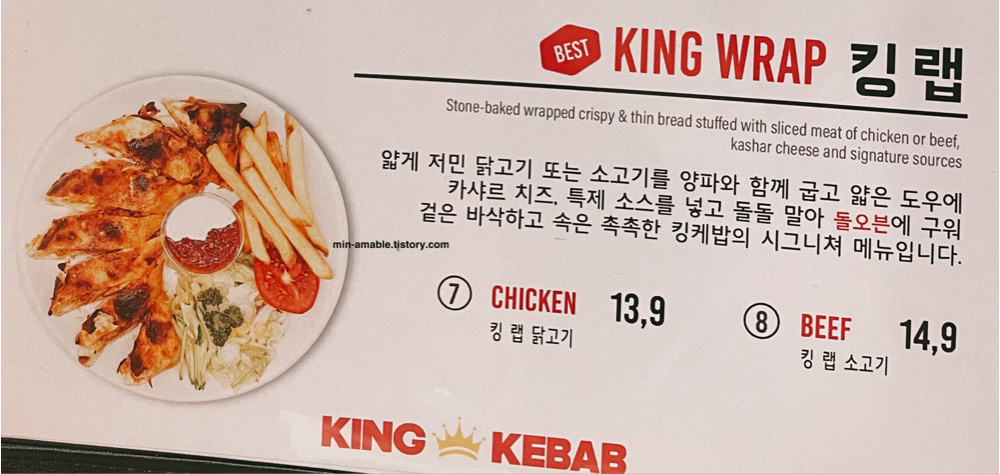 BEST KING WRAP 킹 랩
Stone-baked wrapped crispy & thin bread stuffed with sliced meat of chicken or beef,
kashar cheese and signature sources
얇게 저민 닭고기 또는 소고기를 양파와 함께 굽고 얇은 도우에
카샤르 치즈, 특제 소스를 넣고 돌돌 말아 돌오븐에 구워
겉은 바삭하고 속은 촉촉한 킹케밥의 시그니쳐 메뉴입니다.
min-amable.tistory.com
⑦ CHICKEN 13,9
킹 랩 닭고기
⑧ BEEF 14,9
킹 랩 소고기
KING KEBAB